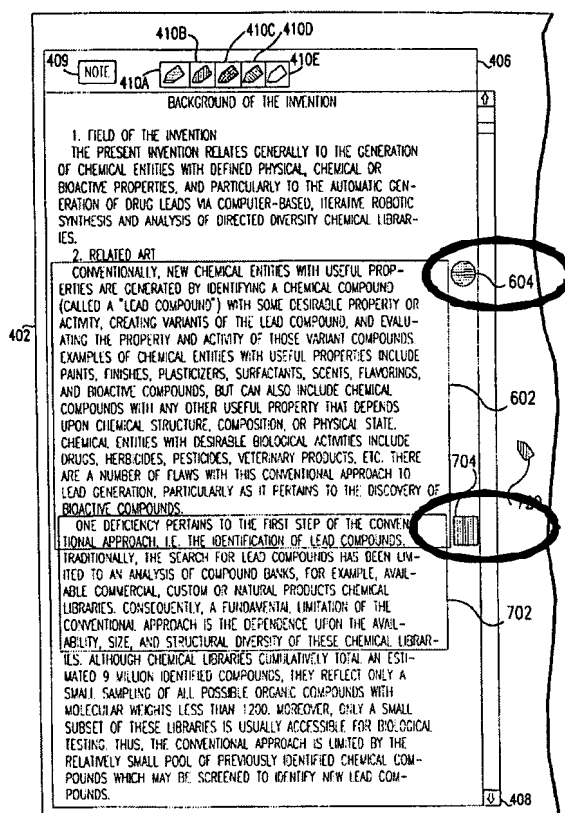 410B 410C 410D
409 NOTE 410A 410E 406
BACKGROUND OF THE INVENTION
1. FIELD OF THE INVENTION
THE PRESENT INVENTION RELATES GENERALLY TO THE GENERATION
OF CHEMICAL ENTITIES WITH DEFINED PHYSICAL, CHEMICAL OR
BIOACTIVE PROPERTIES, AND PARTICULARLY TO THE AUTOMATIC GEN-
ERATION OF DRUG LEADS VIA COMPUTER-BASED, ITERATIVE ROBOTIC
SYNTHESIS AND ANALYSIS OF DIRECTED DIVERSITY CHEMICAL LIBRAR-
IES.
2. RELATED ART
CONVENTIONALLY, NEW CHEMICAL ENTITIES WITH USEFUL PROP-
ERTIES ARE GENERATED BY IDENTIFYING A CHEMICAL COMPOUND
604
(CALLED A "LEAD COMPOUND") WITH SOME DESIRABLE PROPERTY OR
402
ACTIVITY, CREATING VARIANTS OF THE LEAD COMPOUND, AND EVALU-
ATING THE PROPERTY AND ACTIVITY OF THOSE VARIANT COMPOUNDS.
EXAMPLES OF CHEMICAL ENTITIES WITH USEFUL PROPERTIES INCLUDE
PAINTS, FINISHES, PLASTICIZERS, SURFACTANTS, SCENTS, FLAVORINGS,
AND BIOACTIVE COMPOUNDS, BUT CAN ALSO INCLUDE CHEMICAL
602
COMPOUNDS WITH ANY OTHER USEFUL PROPERTY THAT DEPENDS
UPON CHEMICAL STRUCTURE, COMPOSITION, OR PHYSICAL STATE.
CHEMICAL ENTITIES WITH DESIRABLE BIOLOGICAL ACTIVITIES INCLUDE
DRUGS, HERBICIDES, PESTICIDES, VETERINARY PRODUCTS, ETC. THERE
704
ARE A NUMBER OF FLAWS WITH THIS CONVENTIONAL APPROACH TO
LEAD GENERATION, PARTICULARLY AS IT PERTAINS TO THE DISCOVERY OF
BIOACTIVE COMPOUNDS.
ONE DEFICIENCY PERTAINS TO THE FIRST STEP OF THE CONVEN-
TIONAL APPROACH, I.E. THE IDENTIFICATION OF LEAD COMPOUNDS.
TRADITIONALLY, THE SEARCH FOR LEAD COMPOUNDS HAS BEEN LIM-
ITED TO AN ANALYSIS OF COMPOUND BANKS, FOR EXAMPLE, AVAIL-
ABLE COMMERCIAL, CUSTOM OR NATURAL PRODUCTS CHEMICAL
LIBRARIES. CONSEQUENTLY, A FUNDAMENTAL LIMITATION OF THE
702
CONVENTIONAL APPROACH IS THE DEPENDENCE UPON THE AVAIL-
ABILITY, SIZE, AND STRUCTURAL DIVERSITY OF THESE CHEMICAL LIBRAR-
IES. ALTHOUGH CHEMICAL LIBRARIES CUMULATIVELY TOTAL AN ESTI-
MATED 9 MILLION IDENTIFIED COMPOUNDS, THEY REFLECT ONLY A
SMALL SAMPLING OF ALL POSSIBLE ORGANIC COMPOUNDS WITH
MOLECULAR WEIGHTS LESS THAN 1200. MOREOVER, ONLY A SMALL
SUBSET OF THESE LIBRARIES IS USUALLY ACCESSIBLE FOR BIOLOGICAL
TESTING. THUS, THE CONVENTIONAL APPROACH IS LIMITED BY THE
RELATIVELY SMALL POOL OF PREVIOUSLY IDENTIFIED CHEMICAL COM-
POUNDS WHICH MAY BE SCREENED TO IDENTIFY NEW LEAD COM-
POUNDS.
408